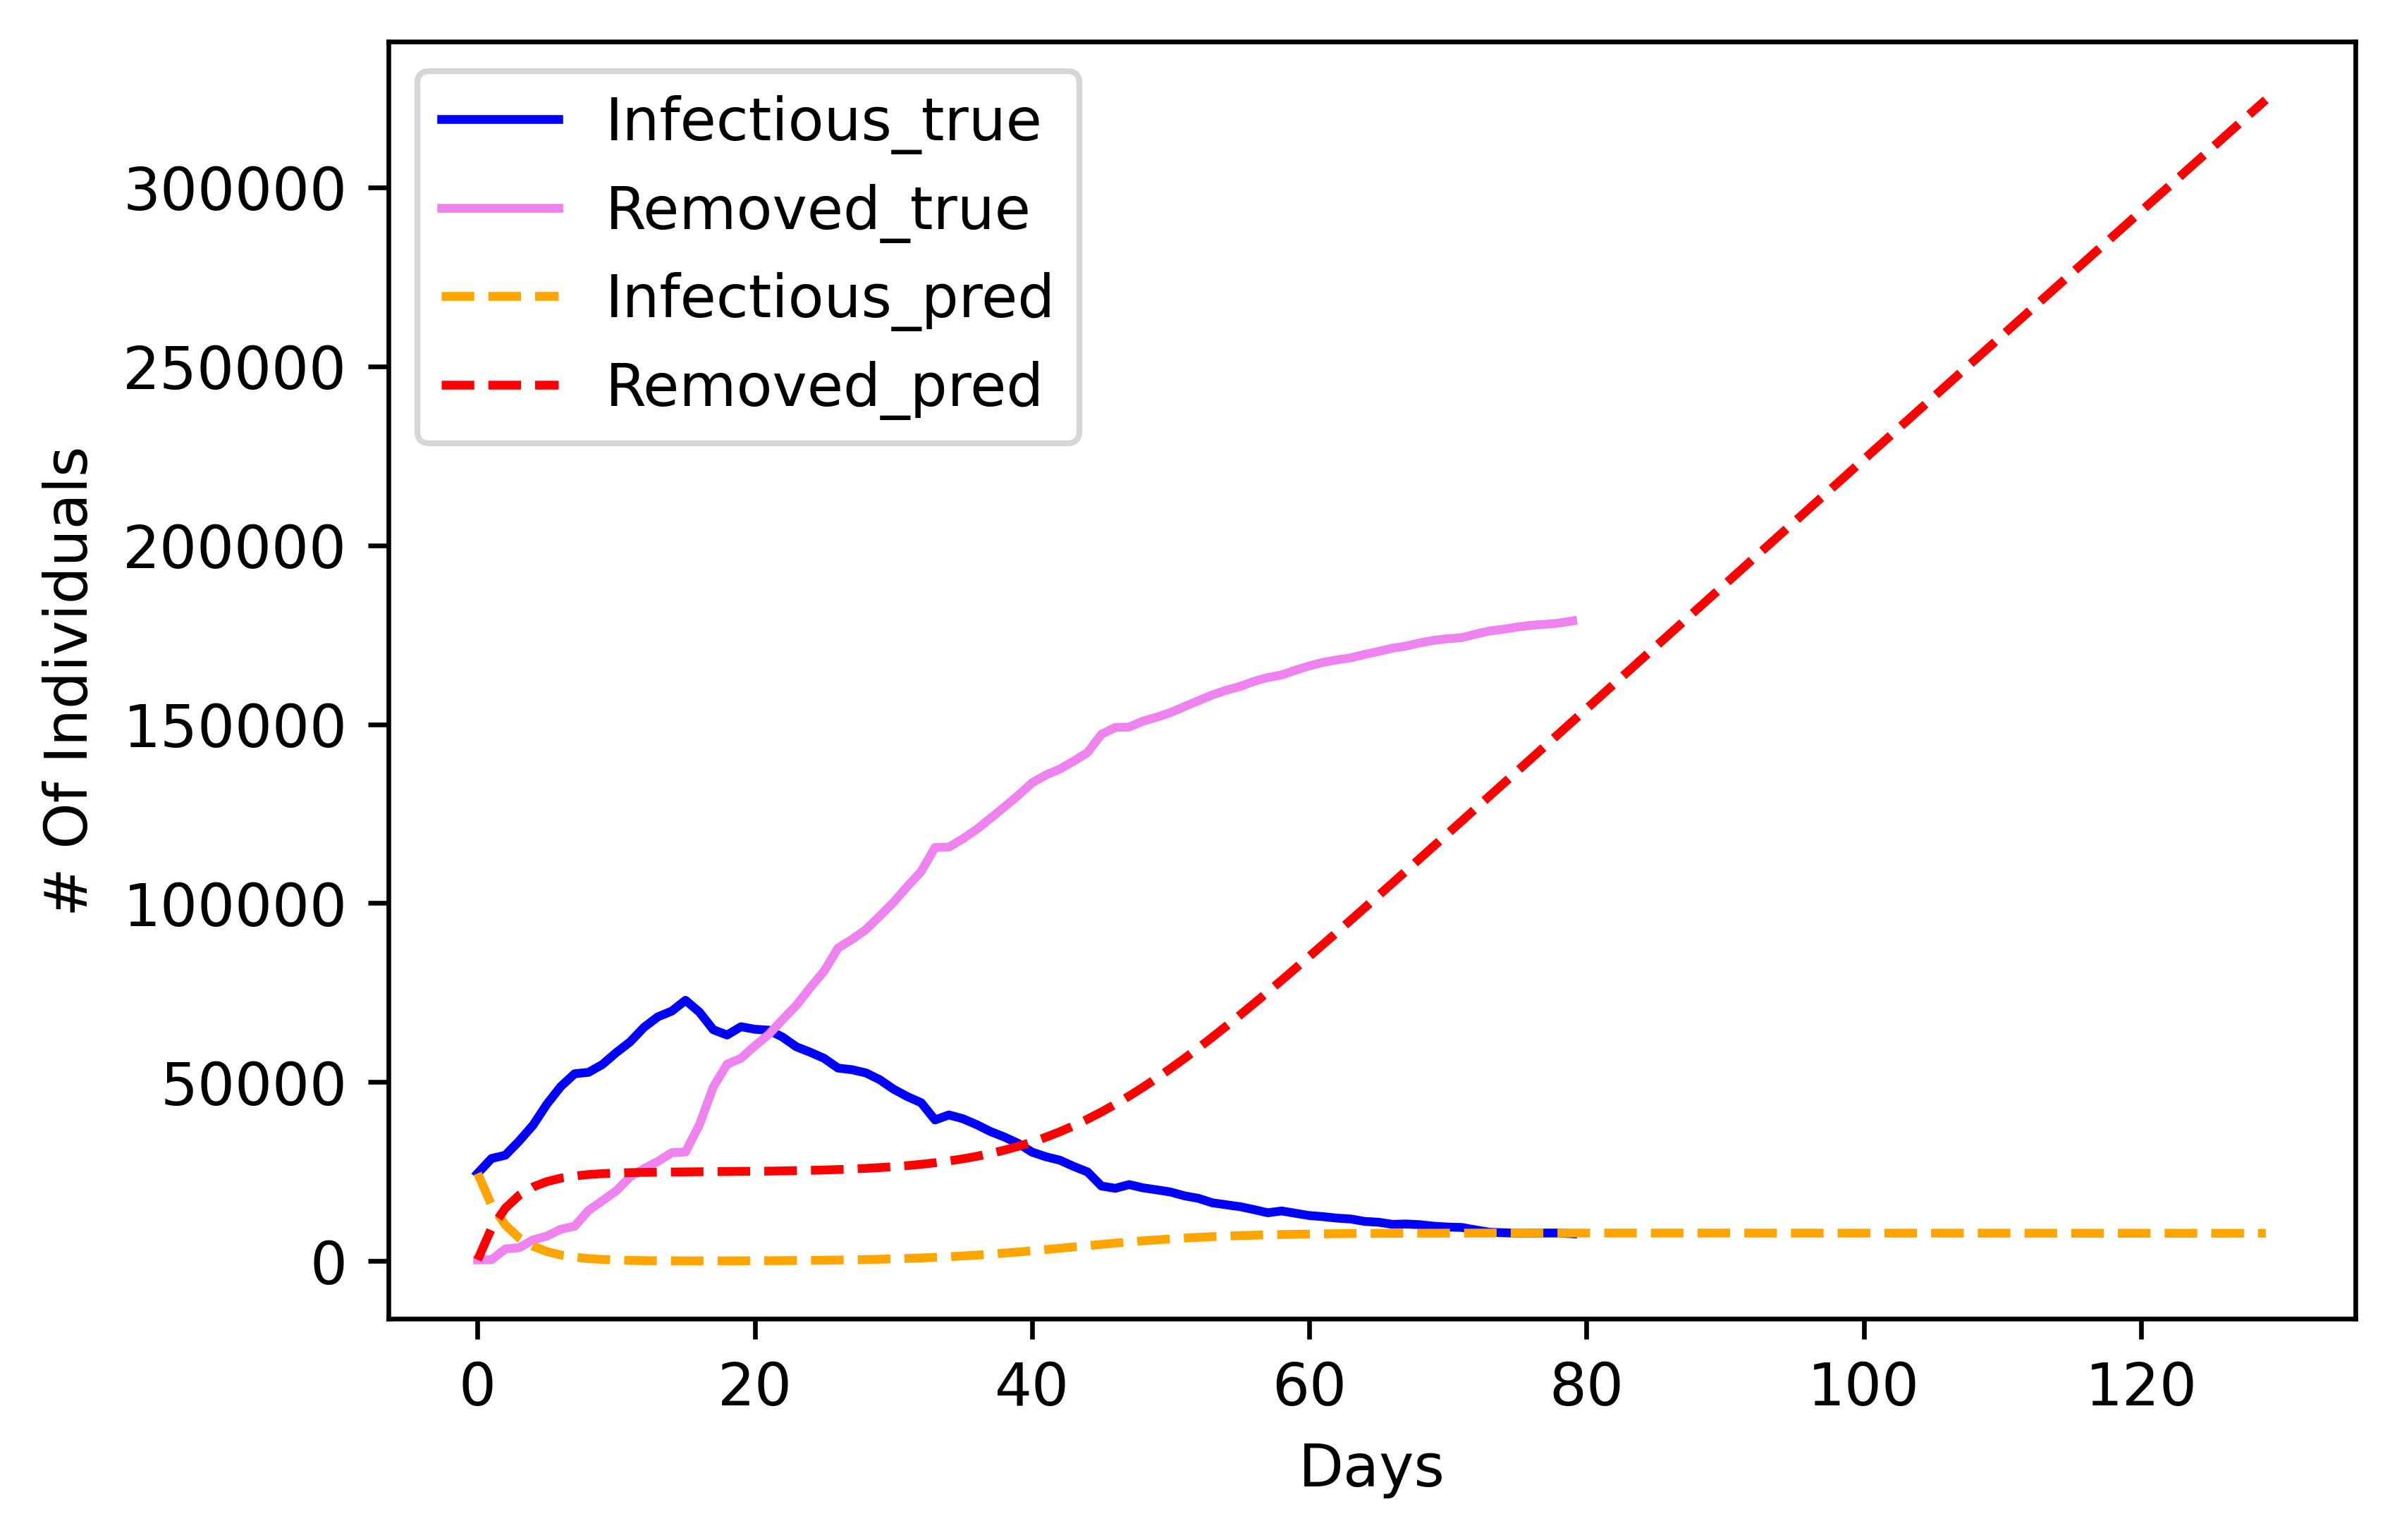 Infectious_true
Removed_true
Infectious_pred
Removed_pred
# Of Individuals
300000
250000
200000
150000
100000
50000
0
0 20 40 60 80 100 120
Days